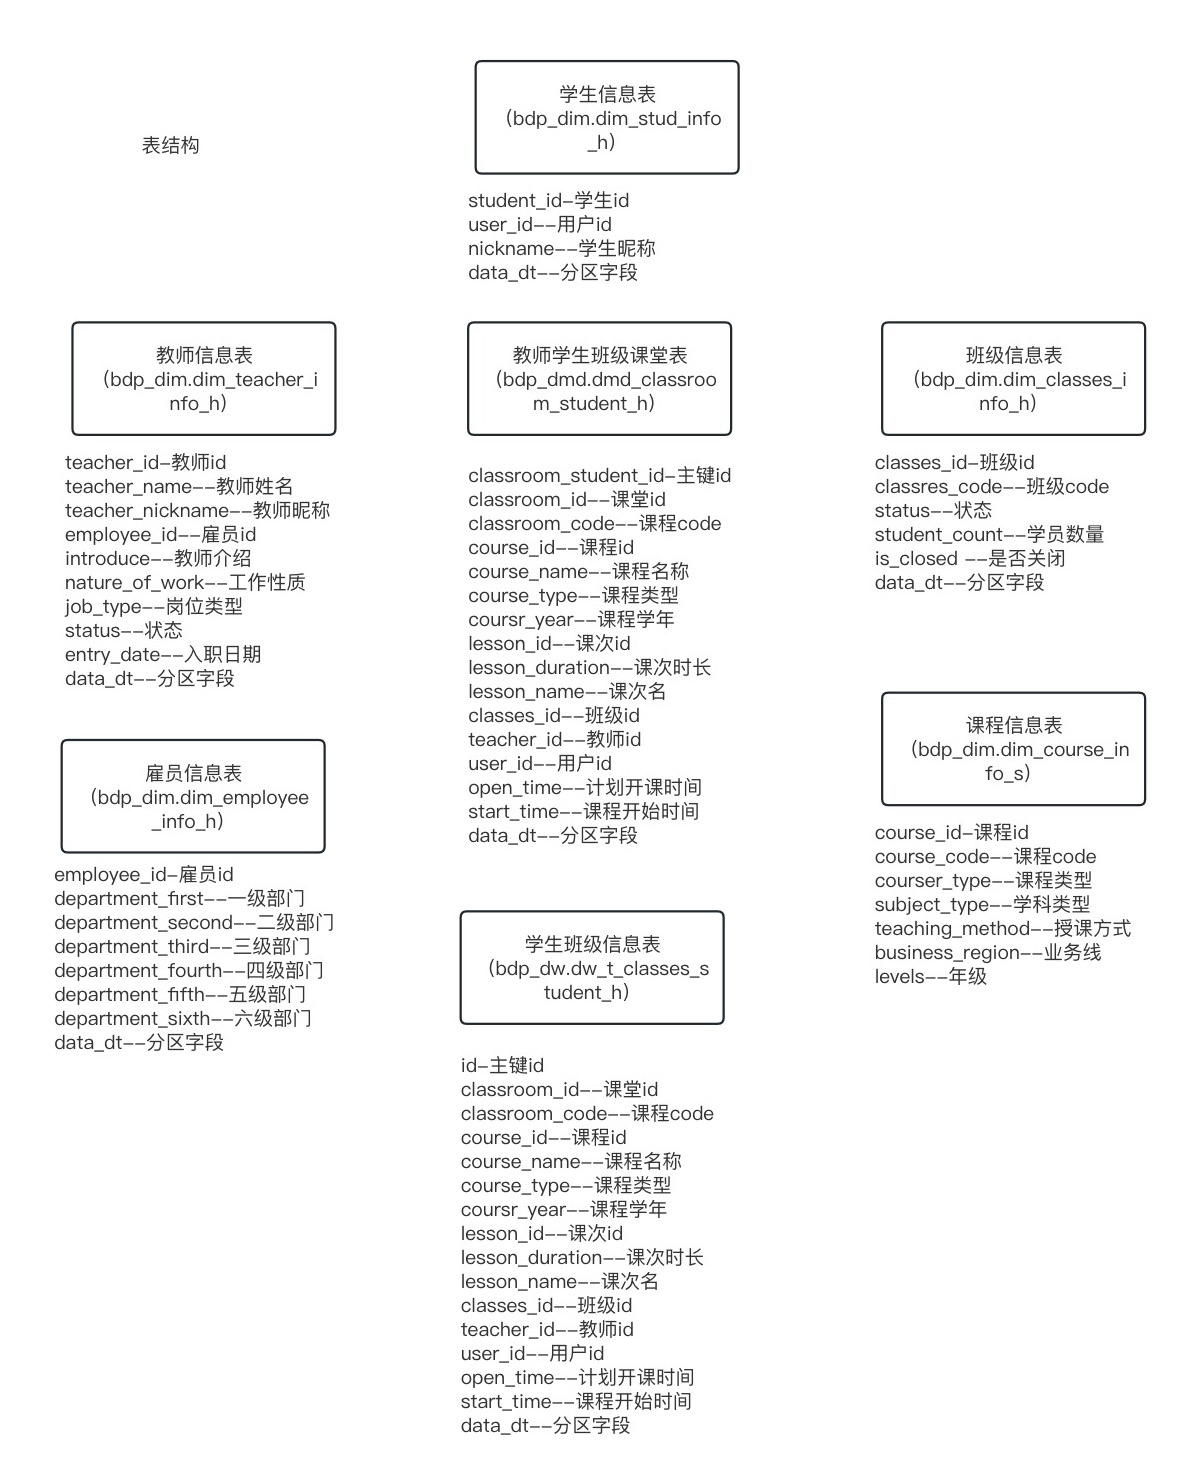 表结构
学生信息表
（bdp_dim.dim_stud_info
_h）
student_id-学生id
user_id--用户id
nickname--学生昵称
data_dt--分区字段
教师信息表
（bdp_dim.dim_teacher_i
nfo_h）
teacher_id-教师id
teacher_name--教师姓名
teacher_nickname--教师昵称
employee_id--雇员id
introduce--教师介绍
nature_of_work--工作性质
job_type--岗位类型
status--状态
entry_date--入职日期
data_dt--分区字段
雇员信息表
（bdp_dim.dim_employee
_info_h）
employee_id-雇员id
department_first--一级部门
department_second--二级部门
department_third--三级部门
department_fourth--四级部门
department_fifth--五级部门
department_sixth--六级部门
data_dt--分区字段
教师学生班级课堂表
（bdp_dmd.dmd_classroo
m_student_h）
classroom_student_id-主键id
classroom_id--课堂id
classroom_code--课程code
course_id--课程id
course_name--课程名称
course_type--课程类型
coursr_year--课程学年
lesson_id--课次id
lesson_duration--课次时长
lesson_name--课次名
classes_id--班级id
teacher_id--教师id
user_id--用户id
open_time--计划开课时间
start_time--课程开始时间
data_dt--分区字段
学生班级信息表
（bdp_dw.dw_t_classes_s
tudent_h）
id-主键id
classroom_id--课堂id
classroom_code--课程code
course_id--课程id
course_name--课程名称
course_type--课程类型
coursr_year--课程学年
lesson_id--课次id
lesson_duration--课次时长
lesson_name--课次名
classes_id--班级id
teacher_id--教师id
user_id--用户id
open_time--计划开课时间
start_time--课程开始时间
data_dt--分区字段
班级信息表
（bdp_dim.dim_classes_i
nfo_h）
classes_id-班级id
classres_code--班级code
status--状态
student_count--学员数量
is_closed --是否关闭
data_dt--分区字段
课程信息表
（bdp_dim.dim_course_in
fo_s）
course_id-课程id
course_code--课程code
courser_type--课程类型
subject_type--学科类型
teaching_method--授课方式
business_region--业务线
levels--年级